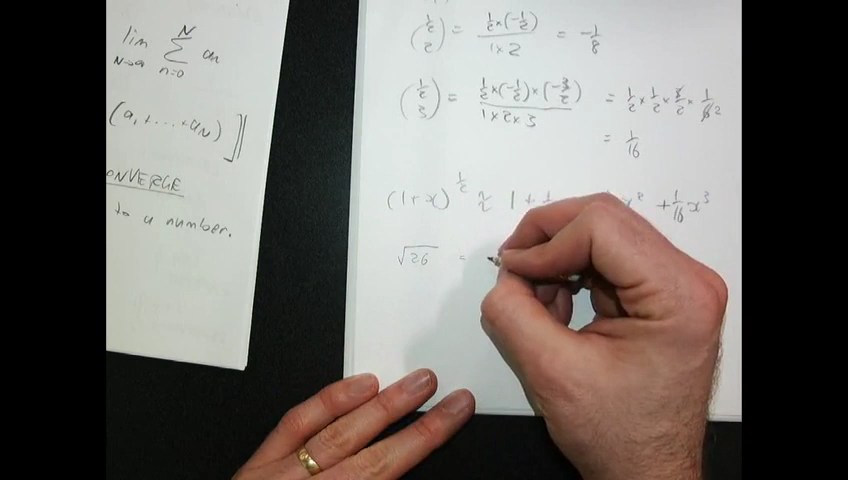 lim N→∞ N Σ n=0 aₙ
(a₁ + ... + a_N) ]]
ONVERGE
to a number.
(½ 2) = ½×(-½) / 1×2 = -1/8
(½ 3) = ½×(-½)×(-3/2) / 1×2×3 = ½×½×3/2×1/6 2
= 1/16
(1+x)^½ ≈ 1 + x² + 1/16 x³
√26 =